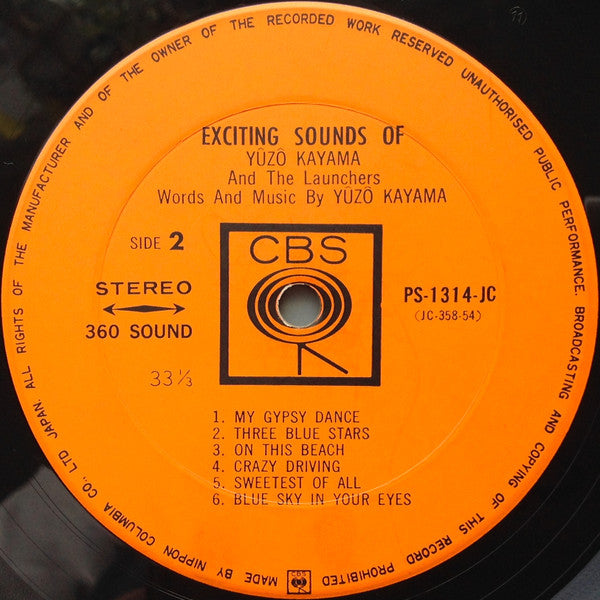 ALL RIGHTS OF THE MANUFACTURER AND OF THE OWNER OF THE RECORDED WORK RESERVED UNAUTHORISED PUBLIC PERFORMANCE. BROADCASTING AND COPYING OF THIS RECORD PROHIBITED
MADE BY NIPPON COLUMBIA CO., LTD JAPAN.
EXCITING SOUNDS OF
YÛZÔ KAYAMA
And The Launchers
Words And Music By YÛZÔ KAYAMA
SIDE 2
CBS
STEREO
360 SOUND
PS-1314-JC
(JC-358-54)
33⅓
1. MY GYPSY DANCE
2. THREE BLUE STARS
3. ON THIS BEACH
4. CRAZY DRIVING
5. SWEETEST OF ALL
6. BLUE SKY IN YOUR EYES
CBS